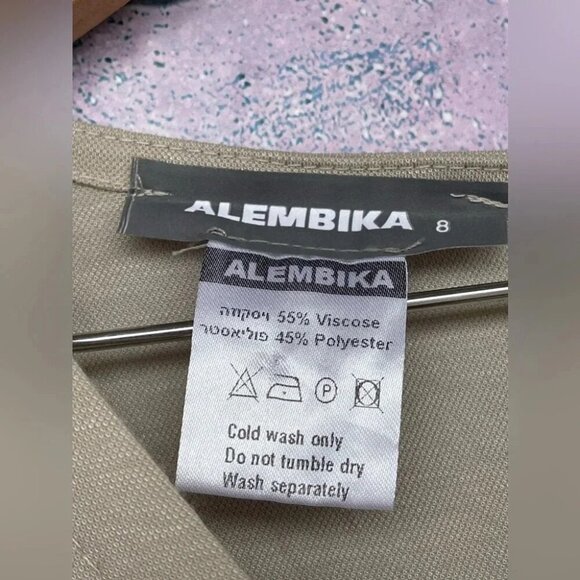 ALEMBIKA 8
ALEMBIKA
ויסקוזה 55% Viscose
פוליאסטר 45% Polyester
P
Cold wash only
Do not tumble dry
Wash separately